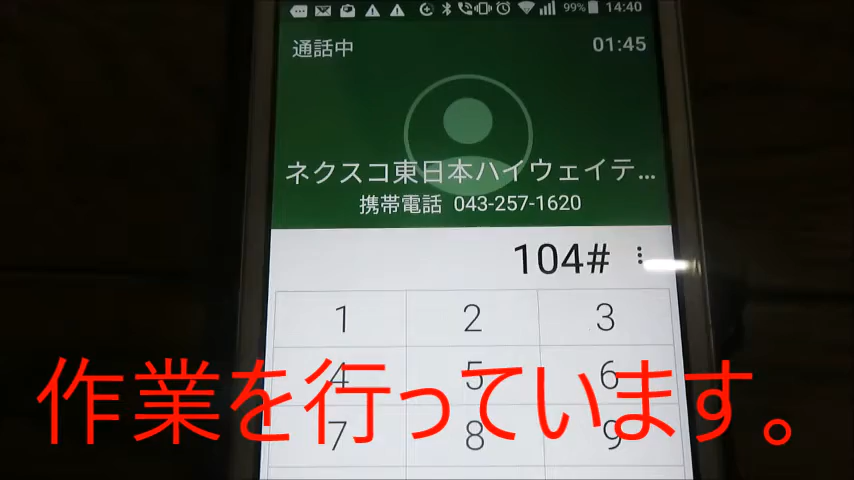 99% 14:40
通話中 01:45
ネクスコ東日本ハイウェイテ...
携帯電話 043-257-1620
104#
1 2 3
4 5 6
7 8 9
作業を行っています。